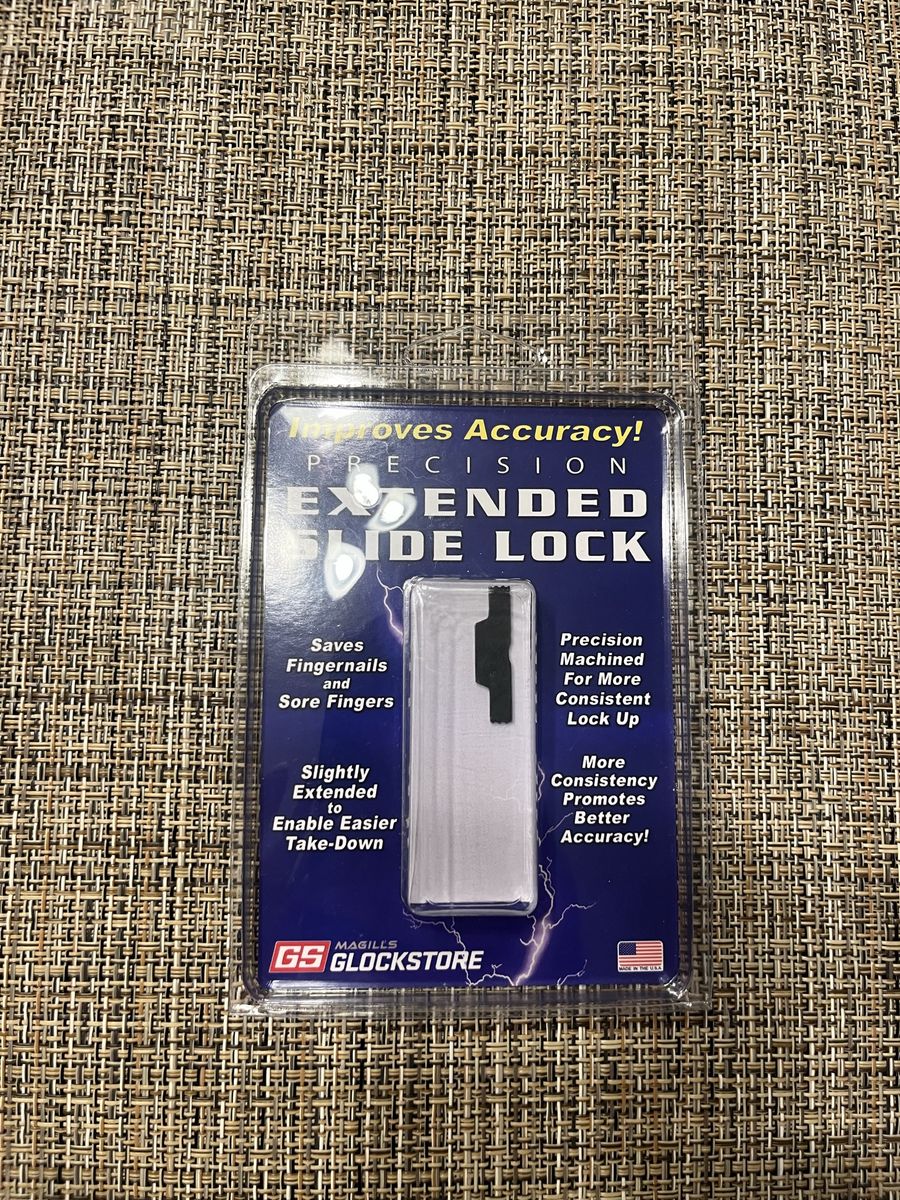 Improves Accuracy!
PRECISION
EXTENDED
SLIDE LOCK
Saves
Fingernails
and
Sore Fingers
Precision
Machined
For More
Consistent
Lock Up
Slightly
Extended
to
Enable Easier
Take-Down
More
Consistency
Promotes
Better
Accuracy!
GS MAGILL'S
GLOCKSTORE
MADE IN THE U.S.A